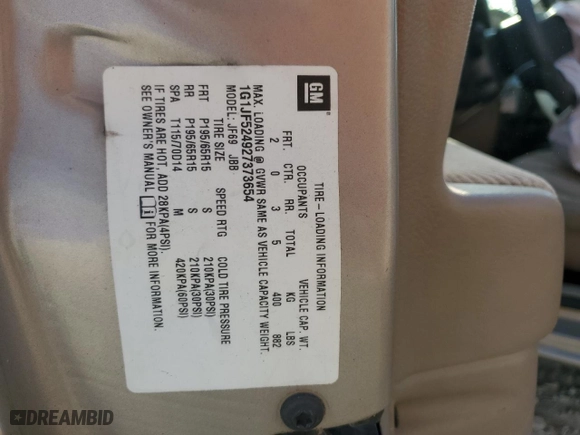 GM
TIRE-LOADING INFORMATION
OCCUPANTS VEHICLE CAP. WT.
FRT. CTR. RR. TOTAL KG LBS
2 0 3 5 400 882
MAX. LOADING @ GVWR SAME AS VEHICLE CAPACITY WEIGHT.
1G1JF524927373654
MODEL: JF69 JBB
TIRE SIZE SPEED RTG COLD TIRE PRESSURE
FRT P195/65R15 S 210KPA(30PSI)
RR P195/65R15 S 210KPA(30PSI)
SPA T115/70D14 M 420KPA(60PSI)
IF TIRES ARE HOT, ADD 28KPA(4PSI).
SEE OWNER'S MANUAL i FOR MORE INFORMATION.
DREAMBID